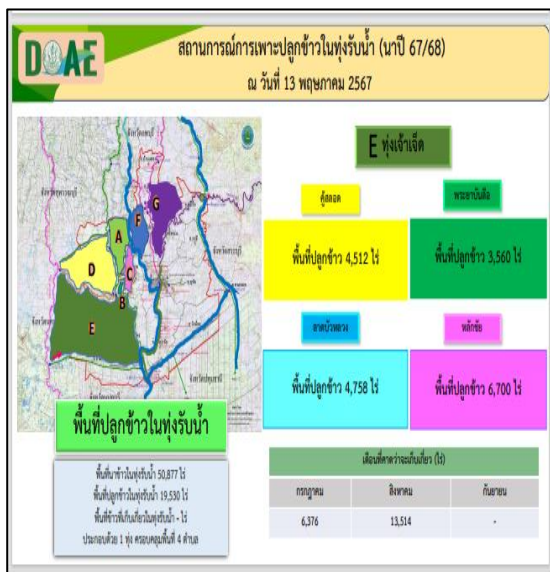 DOAE
สถานการณ์การเพาะปลูกข้าวในทุ่งรับน้ำ (นาปี 67/68)
ณ วันที่ 13 พฤษภาคม 2567
E ทุ่งเจ้าเจ็ด
คู้สลอด
พระยาบันลือ
พื้นที่ปลูกข้าว 4,512 ไร่
พื้นที่ปลูกข้าว 3,560 ไร่
ลาดบัวหลวง
หลักชัย
พื้นที่ปลูกข้าว 4,758 ไร่
พื้นที่ปลูกข้าว 6,700 ไร่
A
B
C
D
E
F
G
พื้นที่ปลูกข้าวในทุ่งรับน้ำ
พื้นที่นาข้าวในทุ่งรับน้ำ 50,877 ไร่
พื้นที่ปลูกข้าวในทุ่งรับน้ำ 19,530 ไร่
พื้นที่ข้าวที่เก็บเกี่ยวในทุ่งรับน้ำ - ไร่
ประกอบด้วย 1 ทุ่ง ครอบคลุมพื้นที่ 4 ตำบล
เดือนที่คาดว่าจะเก็บเกี่ยว (ไร่)
กรกฎาคม สิงหาคม กันยายน
6,376 13,514 -